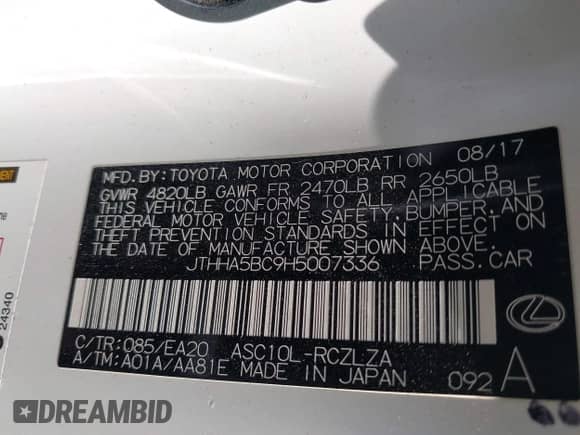 MFD.BY:TOYOTA MOTOR CORPORATION 08/17
GVWR 4820LB GAWR FR 2470LB RR 2650LB
THIS VEHICLE CONFORMS TO ALL APPLICABLE
FEDERAL MOTOR VEHICLE SAFETY,BUMPER,AND
THEFT PREVENTION STANDARDS IN EFFECT ON
THE DATE OF MANUFACTURE SHOWN ABOVE.
JTHHA5BC9H5007336 PASS.CAR
C/TR:085/EA20 ASC10L-RCZLZA
A/TM:A01A/AA81E MADE IN JAPAN 092 A
24340
DREAMBID